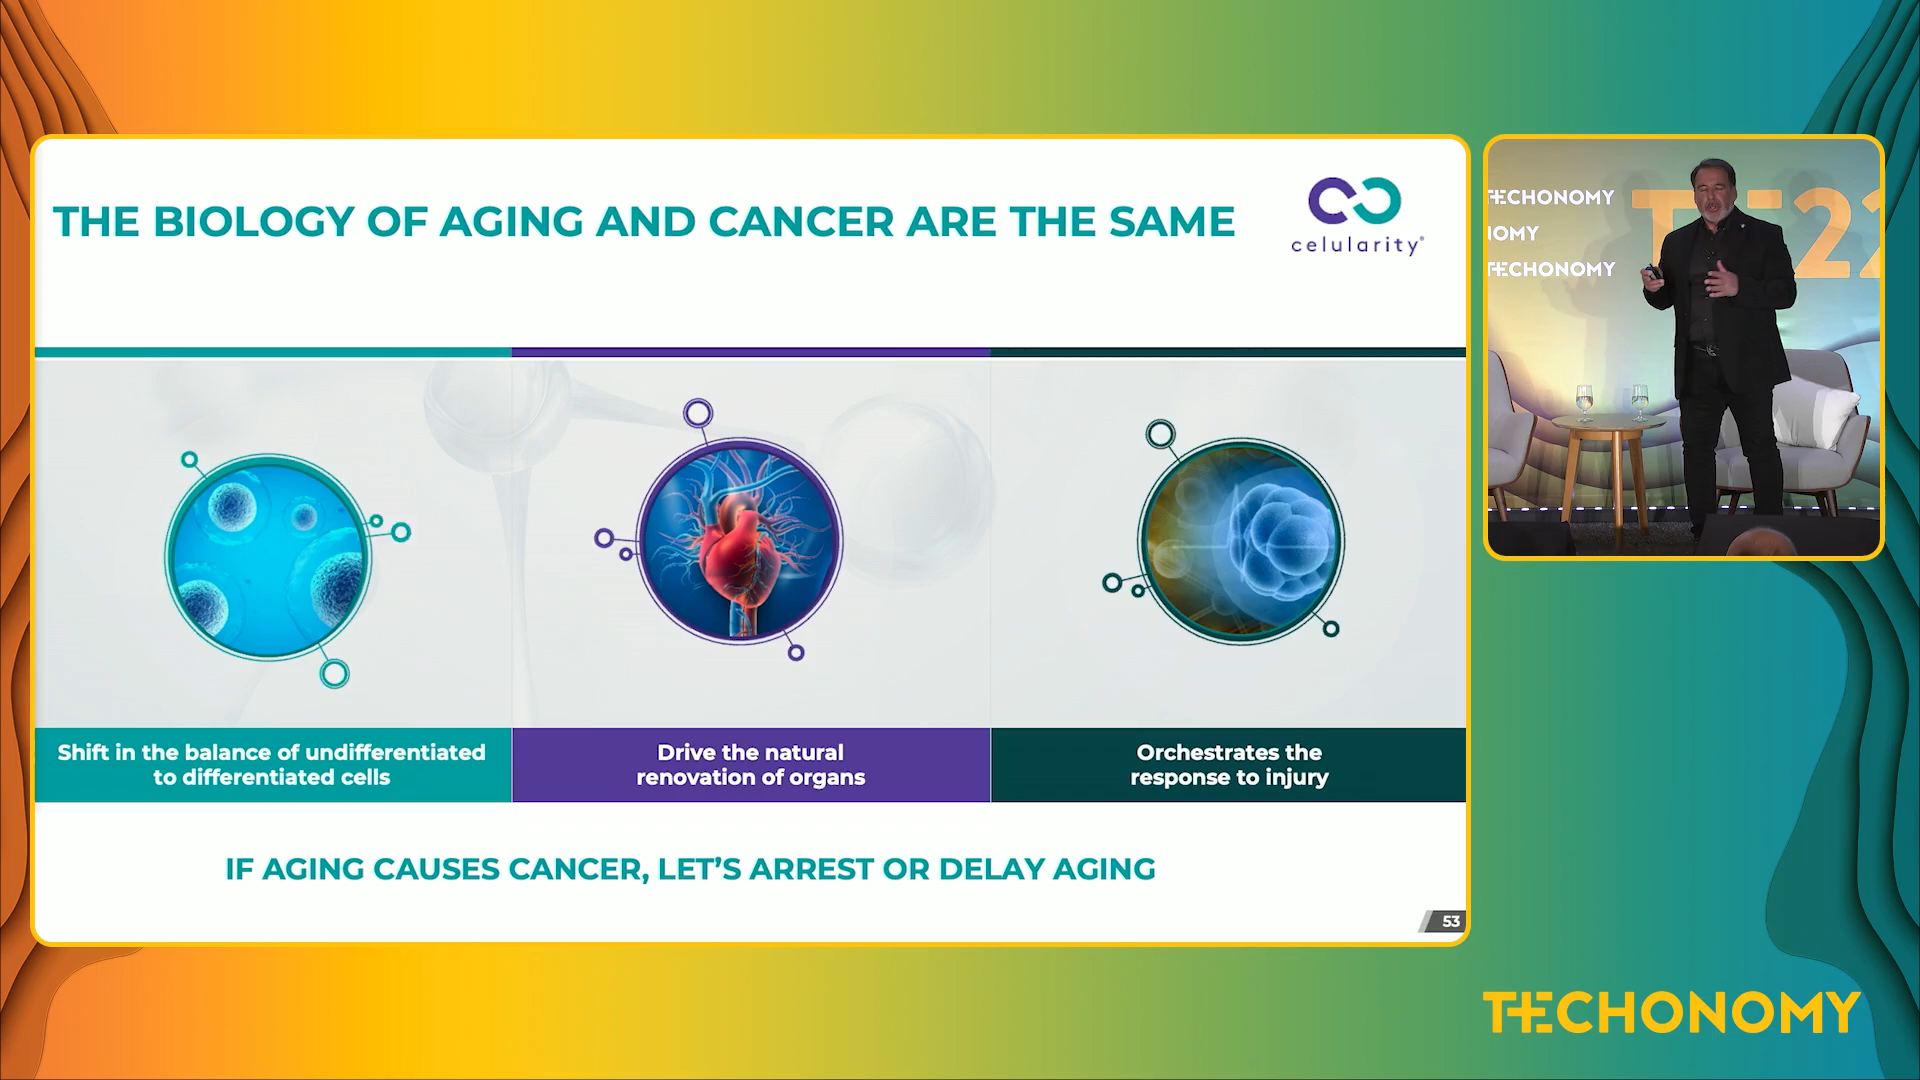 THE BIOLOGY OF AGING AND CANCER ARE THE SAME
celularity®
Shift in the balance of undifferentiated
to differentiated cells
Drive the natural
renovation of organs
Orchestrates the
response to injury
IF AGING CAUSES CANCER, LET'S ARREST OR DELAY AGING
53
TECHONOMY
OMY
TECHONOMY
TE22
TECHONOMY